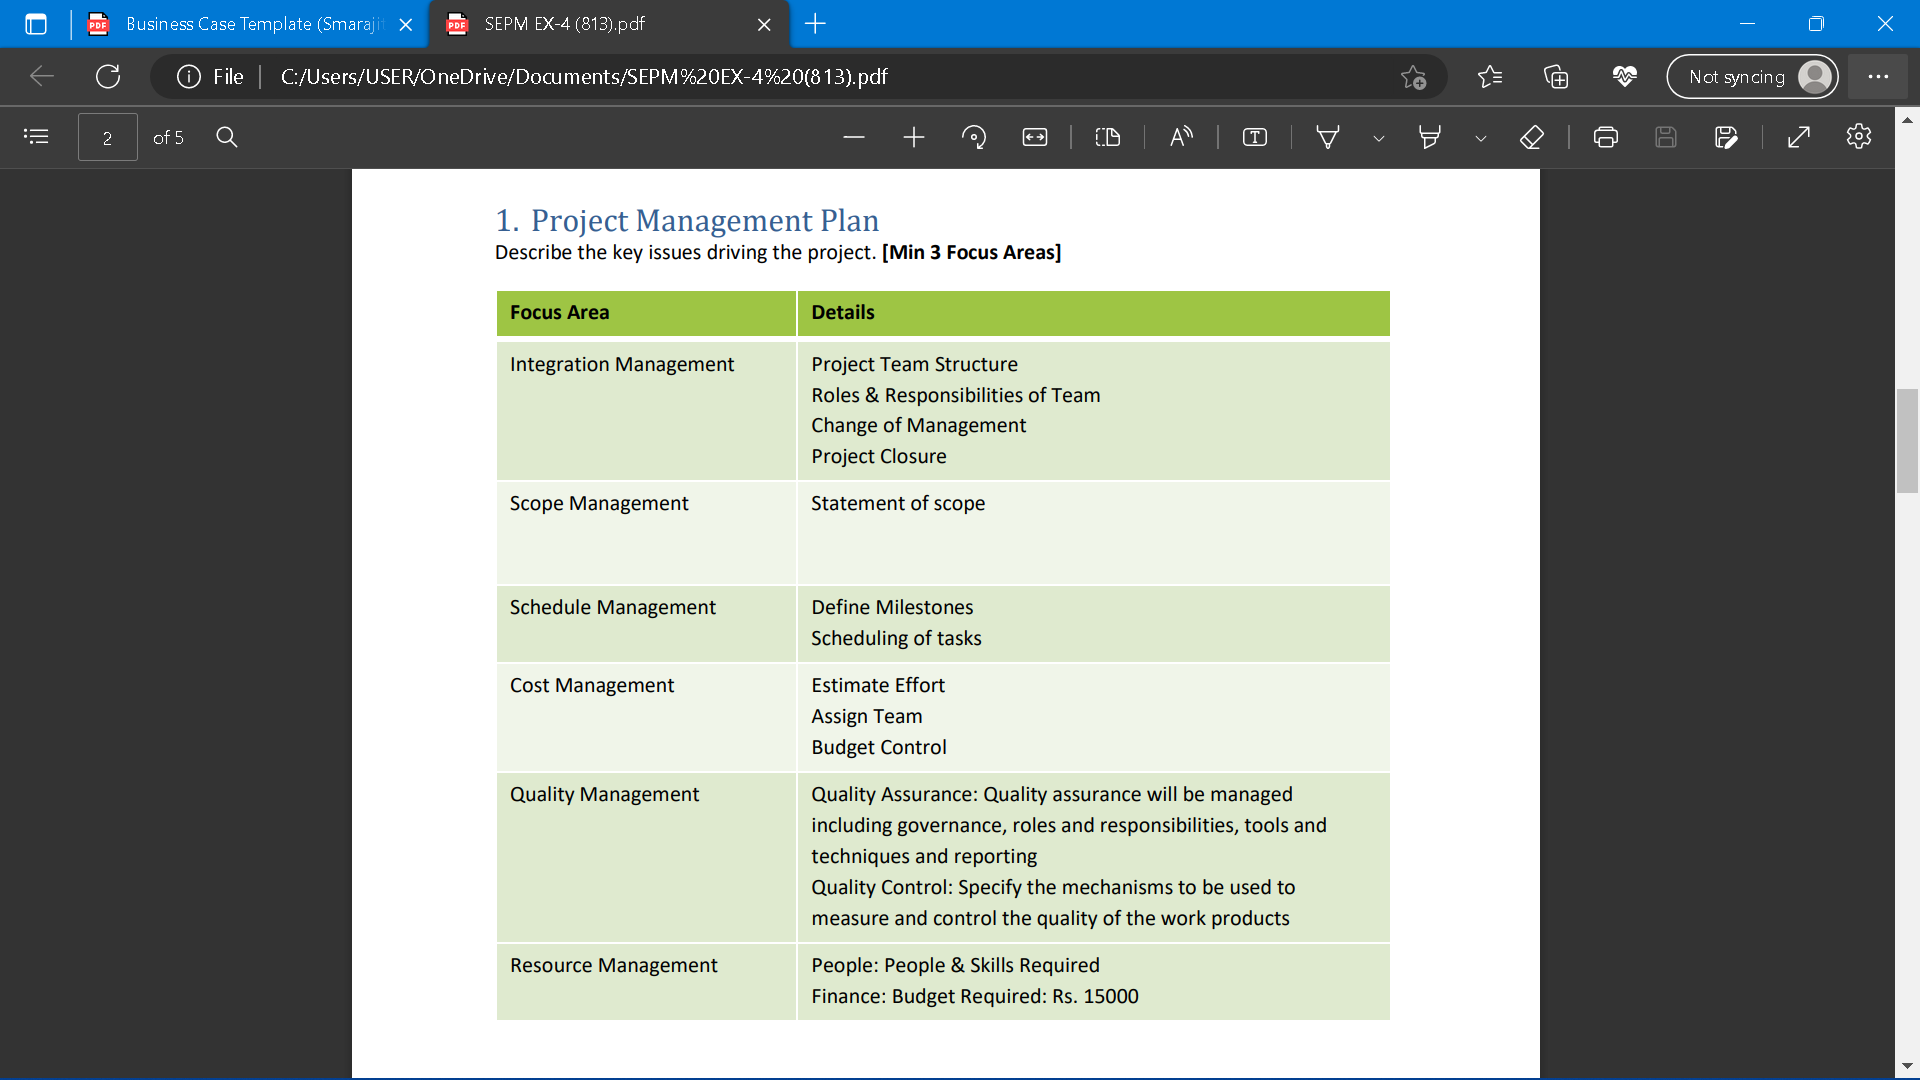 Business Case Template (Smarajit
SEPM EX-4 (813).pdf
File
C:/Users/USER/OneDrive/Documents/SEPM%20EX-4%20(813).pdf
Not syncing
2 of 5
1. Project Management Plan
Describe the key issues driving the project. [Min 3 Focus Areas]
Focus Area
Details
Integration Management
Project Team Structure
Roles & Responsibilities of Team
Change of Management
Project Closure
Scope Management
Statement of scope
Schedule Management
Define Milestones
Scheduling of tasks
Cost Management
Estimate Effort
Assign Team
Budget Control
Quality Management
Quality Assurance: Quality assurance will be managed
including governance, roles and responsibilities, tools and
techniques and reporting
Quality Control: Specify the mechanisms to be used to
measure and control the quality of the work products
Resource Management
People: People & Skills Required
Finance: Budget Required: Rs. 15000